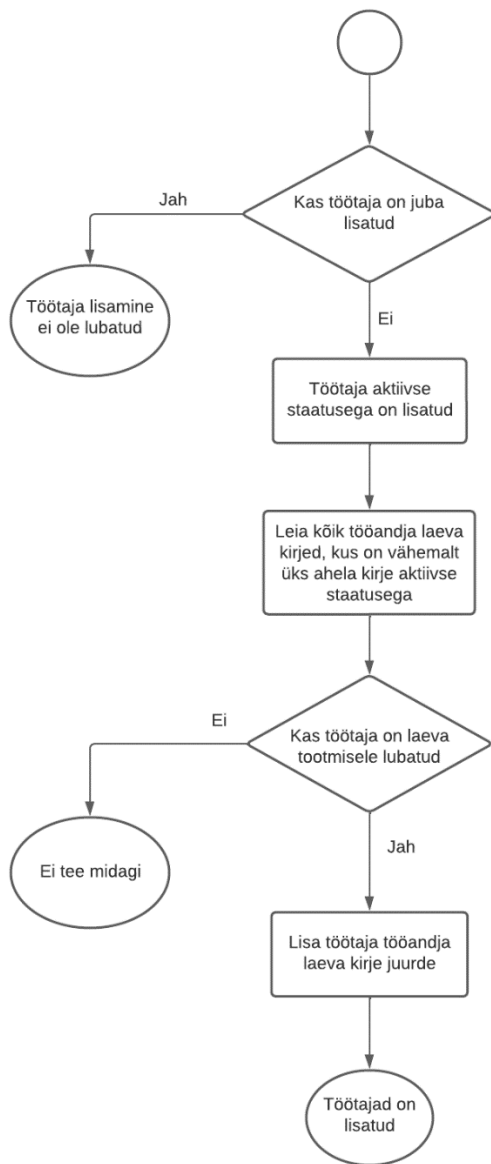 Kas töötaja on juba
lisatud
Jah
Töötaja lisamine
ei ole lubatud
Ei
Töötaja aktiivse
staatusega on lisatud
Leia kõik tööandja laeva
kirjed, kus on vähemalt
üks ahela kirje aktiivse
staatusega
Kas töötaja on laeva
tootmisele lubatud
Ei
Ei tee midagi
Jah
Lisa töötaja tööandja
laeva kirje juurde
Töötajad on
lisatud